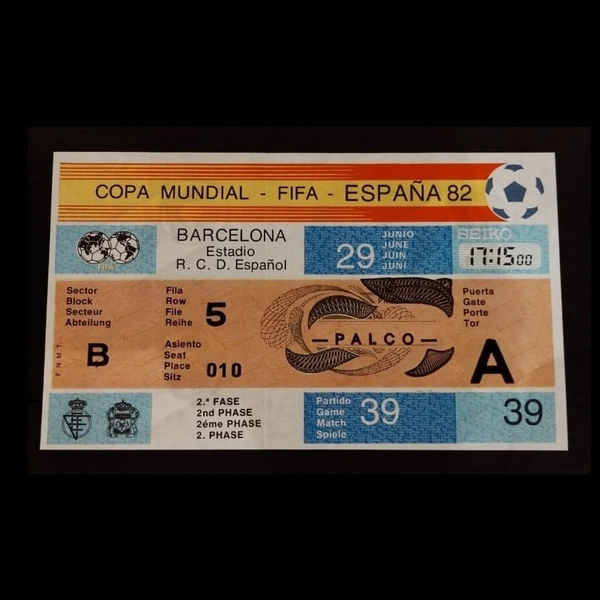 COPA MUNDIAL - FIFA - ESPAÑA 82
FIFA
BARCELONA
Estadio
R. C. D. Español
29
JUNIO
JUNE
JUIN
JUNI
SEIKO
17:15 00
Sector
Block
Secteur
Abteilung
B
Fila
Row
File
Reihe
5
Asiento
Seat
Place
Sitz
010
— PALCO —
Puerta
Gate
Porte
Tor
A
F.N.M.T.
2.ª FASE
2nd PHASE
2éme PHASE
2. PHASE
Partido
Game
Match
Spiele
39
39